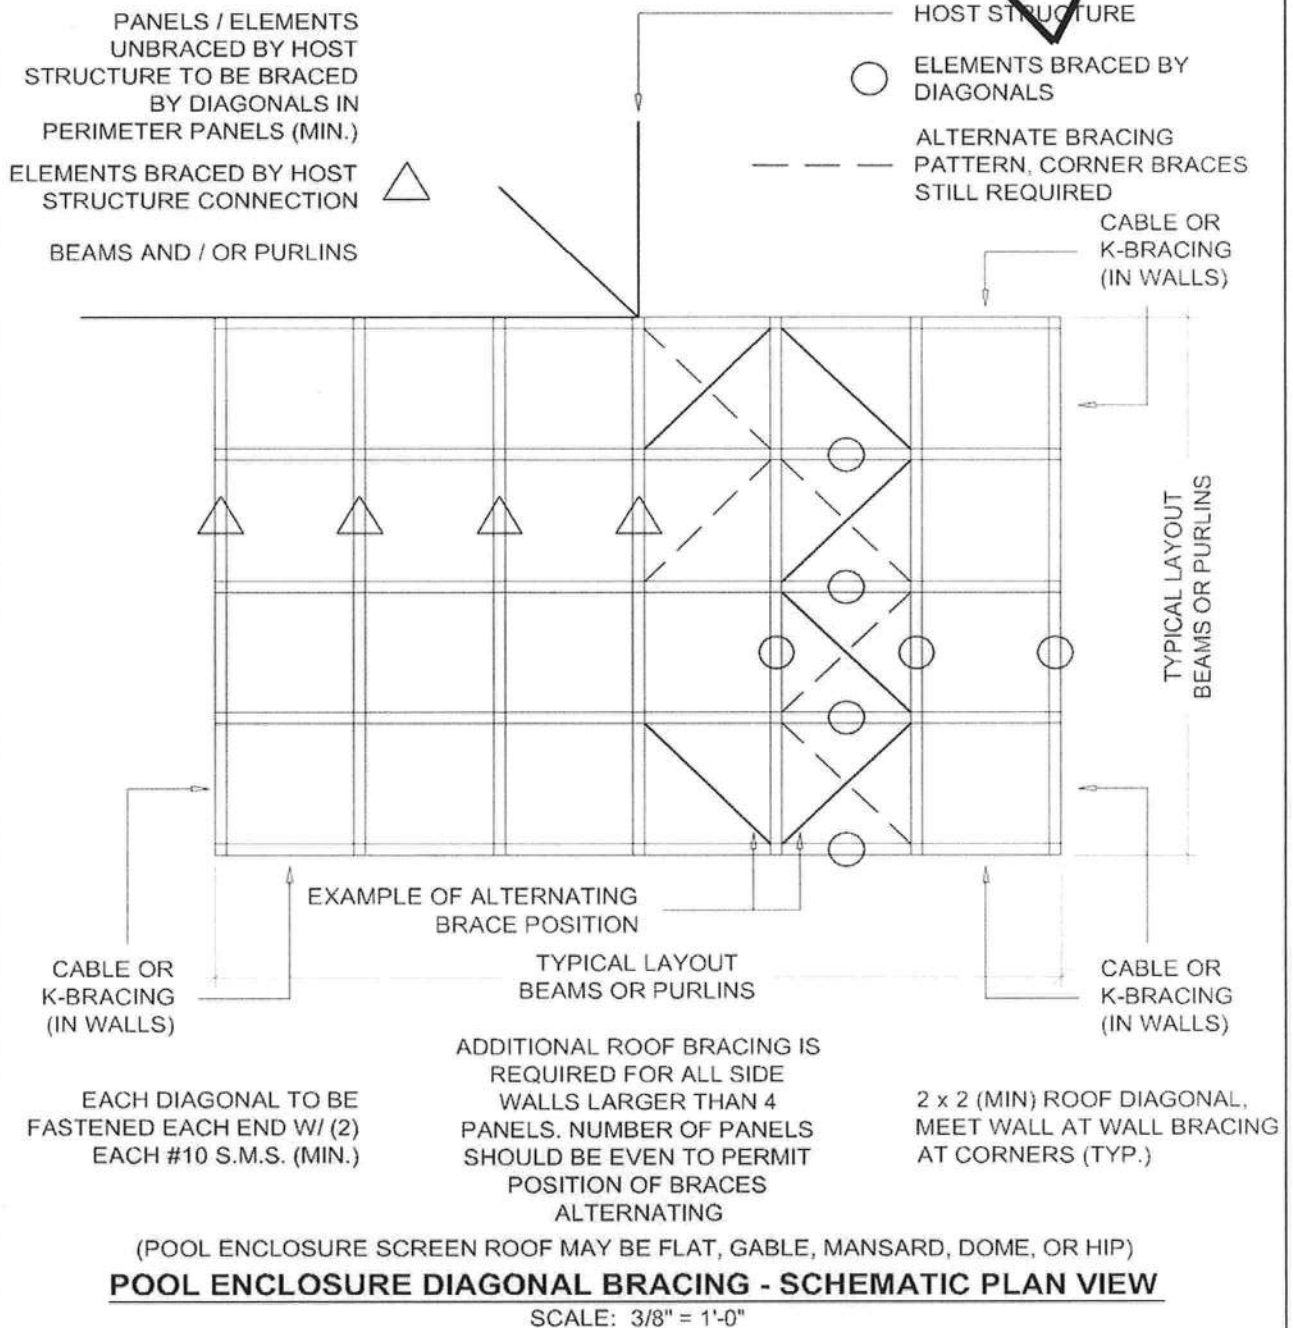 PANELS / ELEMENTS
UNBRACED BY HOST
STRUCTURE TO BE BRACED
BY DIAGONALS IN
PERIMETER PANELS (MIN.)
ELEMENTS BRACED BY HOST
STRUCTURE CONNECTION
BEAMS AND / OR PURLINS
HOST STRUCTURE
ELEMENTS BRACED BY
DIAGONALS
ALTERNATE BRACING
PATTERN, CORNER BRACES
STILL REQUIRED
CABLE OR
K-BRACING
(IN WALLS)
TYPICAL LAYOUT
BEAMS OR PURLINS
EXAMPLE OF ALTERNATING
BRACE POSITION
TYPICAL LAYOUT
BEAMS OR PURLINS
CABLE OR
K-BRACING
(IN WALLS)
CABLE OR
K-BRACING
(IN WALLS)
EACH DIAGONAL TO BE
FASTENED EACH END W/ (2)
EACH #10 S.M.S. (MIN.)
ADDITIONAL ROOF BRACING IS
REQUIRED FOR ALL SIDE
WALLS LARGER THAN 4
PANELS. NUMBER OF PANELS
SHOULD BE EVEN TO PERMIT
POSITION OF BRACES
ALTERNATING
2 x 2 (MIN) ROOF DIAGONAL,
MEET WALL AT WALL BRACING
AT CORNERS (TYP.)
(POOL ENCLOSURE SCREEN ROOF MAY BE FLAT, GABLE, MANSARD, DOME, OR HIP)
POOL ENCLOSURE DIAGONAL BRACING - SCHEMATIC PLAN VIEW
SCALE: 3/8" = 1'-0"